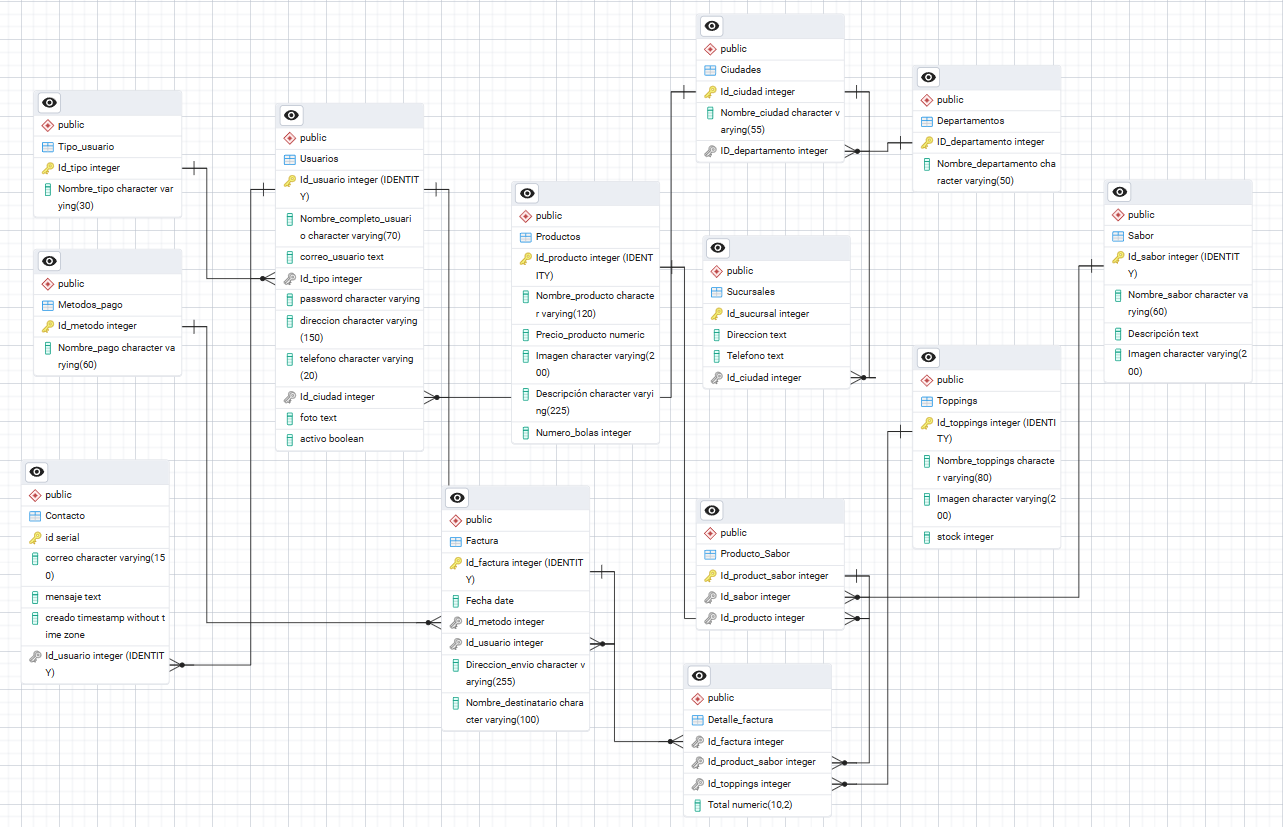 public
Tipo_usuario
Id_tipo integer
Nombre_tipo character var
ying(30)
public
Metodos_pago
Id_metodo integer
Nombre_pago character va
rying(60)
public
Contacto
id serial
correo character varying(15
0)
mensaje text
creado timestamp without t
ime zone
Id_usuario integer (IDENTIT
Y)
public
Usuarios
Id_usuario integer (IDENTIT
Y)
Nombre_completo_usuari
o character varying(70)
correo_usuario text
Id_tipo integer
password character varying
direccion character varying
(150)
telefono character varying
(20)
Id_ciudad integer
foto text
activo boolean
public
Factura
Id_factura integer (IDENTIT
Y)
Fecha date
Id_metodo integer
Id_usuario integer
Direccion_envio character v
arying(255)
Nombre_destinatario chara
cter varying(100)
public
Productos
Id_producto integer (IDENT
ITY)
Nombre_producto characte
r varying(120)
Precio_producto numeric
Imagen character varying(2
00)
Descripción character varyi
ng(225)
Numero_bolas integer
public
Ciudades
Id_ciudad integer
Nombre_ciudad character v
arying(55)
ID_departamento integer
public
Sucursales
Id_sucursal integer
Direccion text
Telefono text
Id_ciudad integer
public
Producto_Sabor
Id_product_sabor integer
Id_sabor integer
Id_producto integer
public
Detalle_factura
Id_factura integer
Id_product_sabor integer
Id_toppings integer
Total numeric(10,2)
public
Departamentos
ID_departamento integer
Nombre_departamento cha
racter varying(50)
public
Toppings
Id_toppings integer (IDENTI
TY)
Nombre_toppings characte
r varying(80)
Imagen character varying(2
00)
stock integer
public
Sabor
Id_sabor integer (IDENTIT
Y)
Nombre_sabor character va
rying(60)
Descripción text
Imagen character varying(2
00)